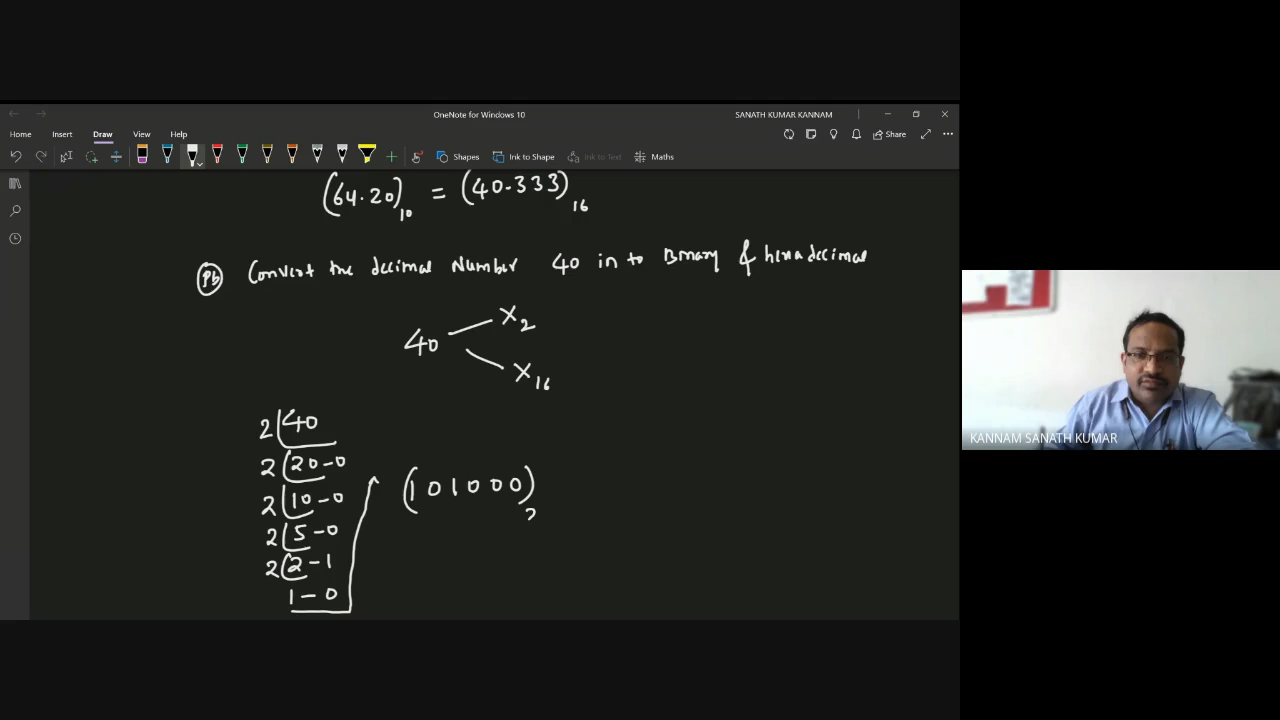 OneNote for Windows 10
SANATH KUMAR KANNAM
Home Insert Draw View Help
Share
Shapes Ink to Shape Ink to Text Maths
(64.20)10 = (40.333)16
Pb Convert the decimal Number 40 in to Binary & hexadecimal
40
X2
X16
2 40
2 20-0
2 10-0
2 5-0
2 2-1
1-0
(101000)2
KANNAM SANATH KUMAR